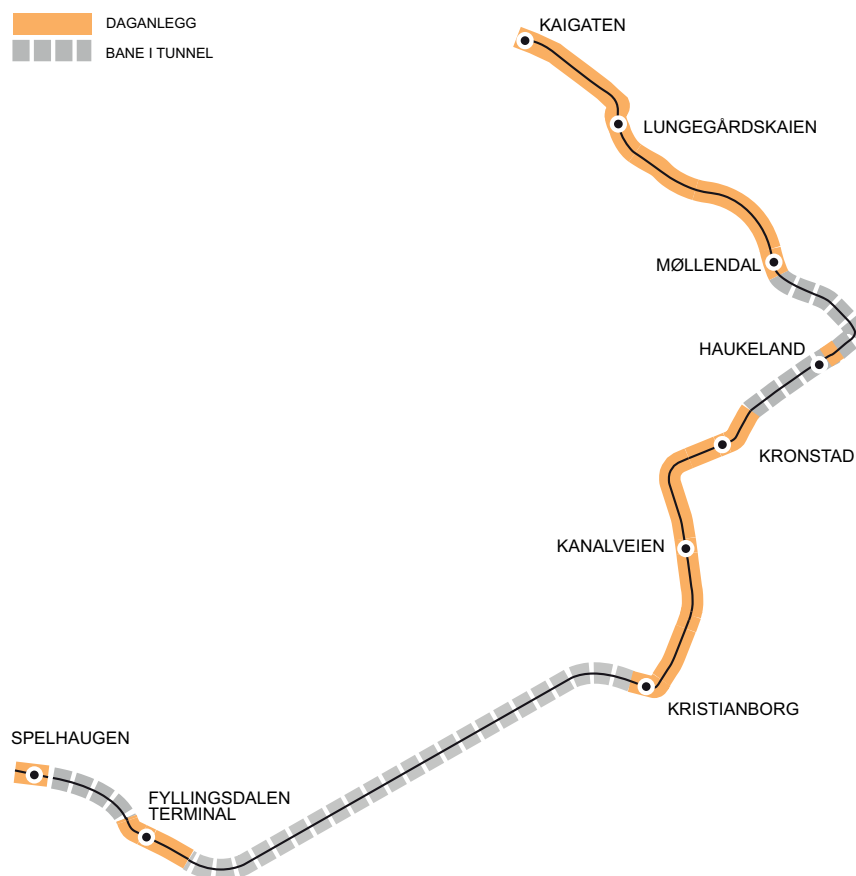 DAGANLEGG
BANE I TUNNEL
KAIGATEN
LUNGEGÅRDSKAIEN
MØLLENDAL
HAUKELAND
KRONSTAD
KANALVEIEN
KRISTIANBORG
SPELHAUGEN
FYLLINGSDALEN
TERMINAL